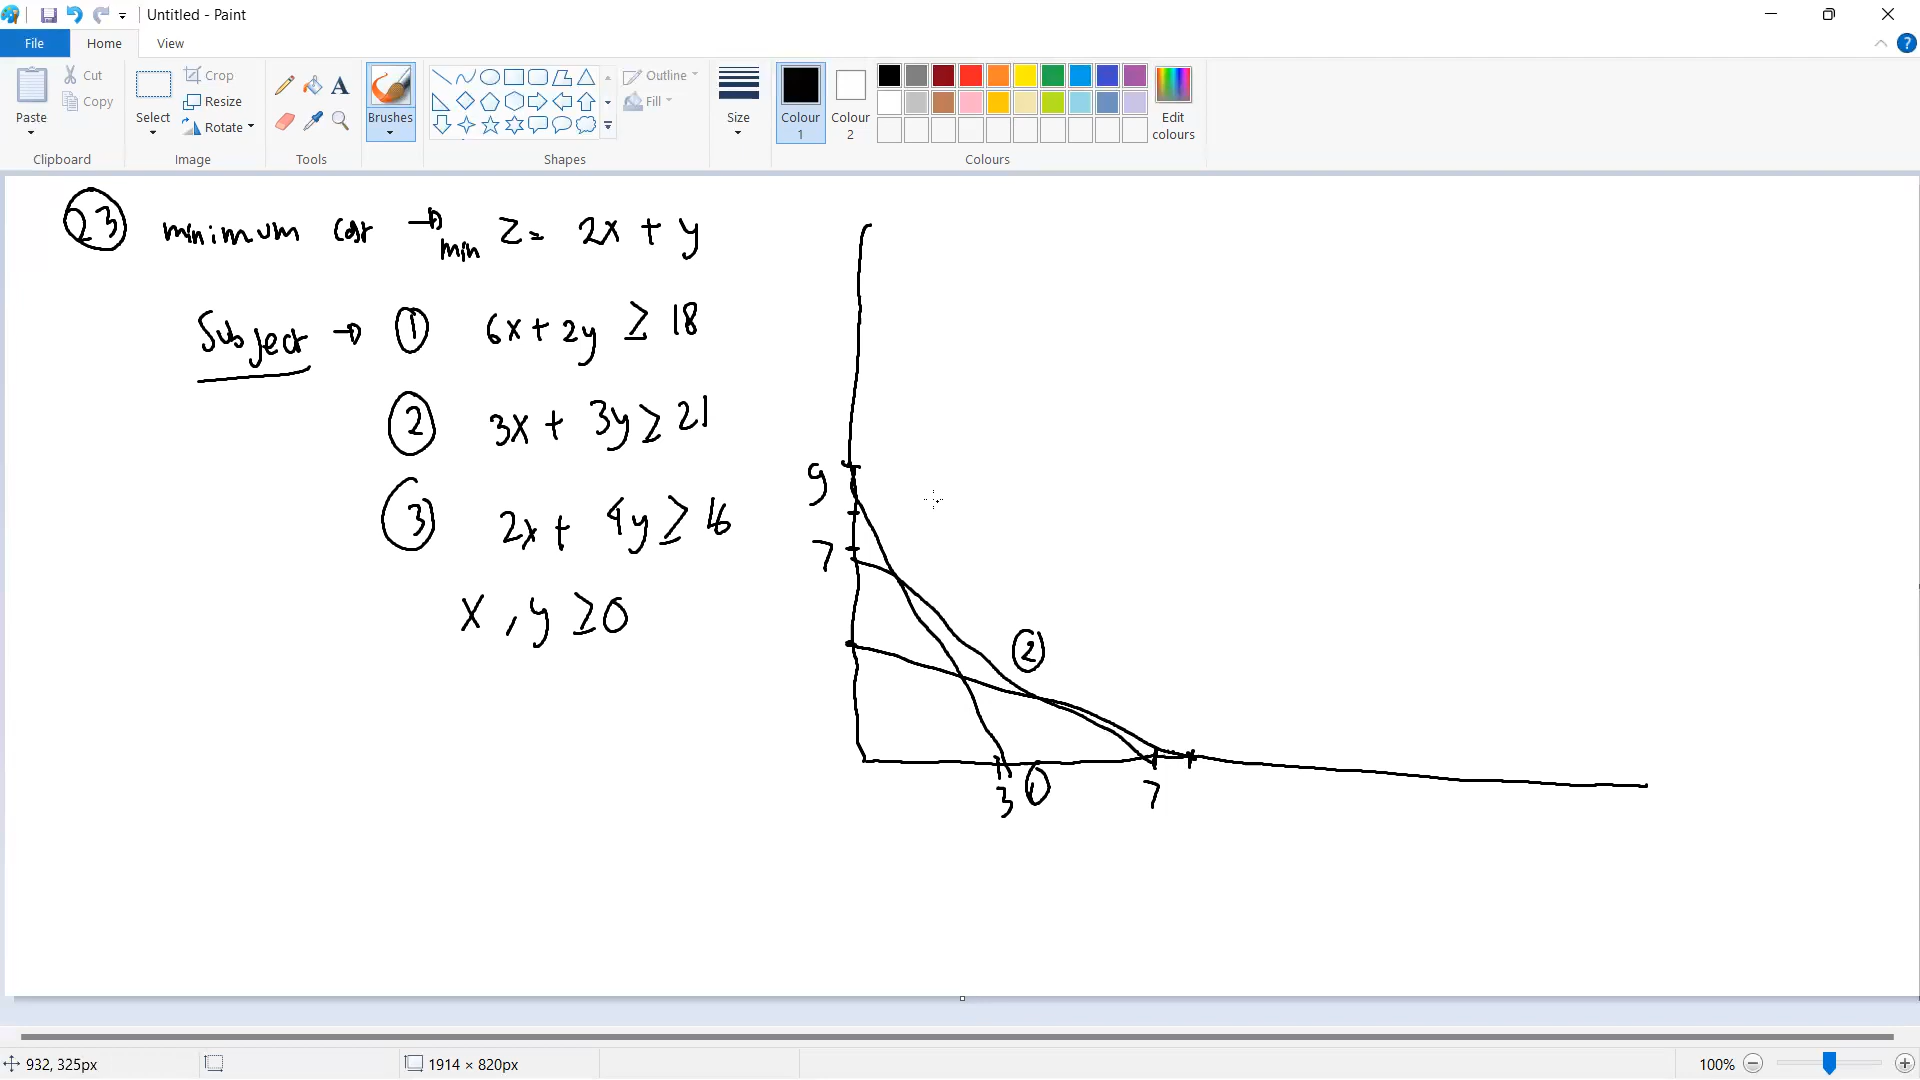 Untitled - Paint
File Home View
Cut
Copy
Paste
Clipboard
Select
Crop
Resize
Rotate
Image
A
Tools
Brushes
Outline
Fill
Shapes
Size
Colour 1
Colour 2
Edit colours
Colours
23 minimum cost → min Z = 2x + y
Subject → 1 6x + 2y ≥ 18
2 3x + 3y ≥ 21
3 2x + 4y ≥ 16
x , y ≥ 0
9
7
2
3 1 7
932, 325px
1914 × 820px
100%